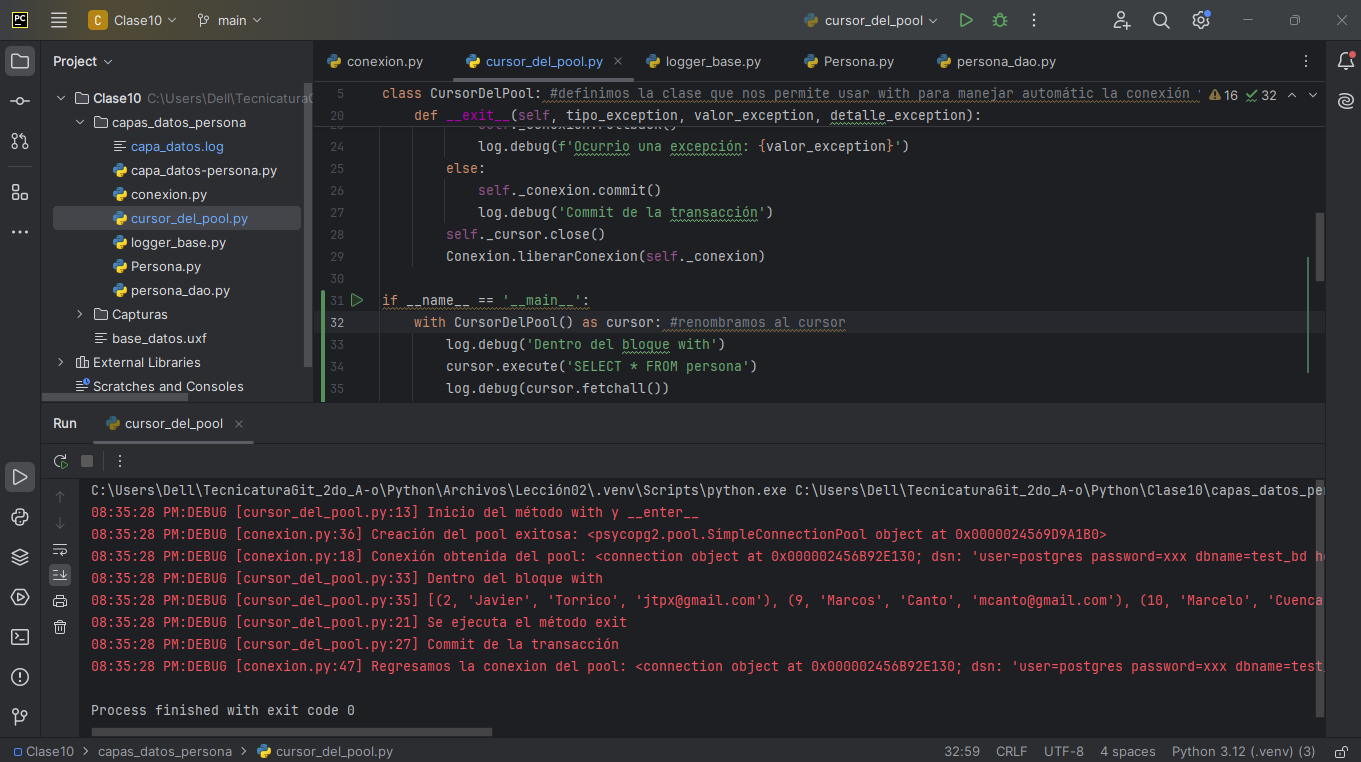 PC
C Clase10
main
cursor_del_pool
Project
conexion.py
cursor_del_pool.py
logger_base.py
Persona.py
persona_dao.py
Clase10 C:\Users\Dell\TecnicaturaG
capas_datos_persona
capa_datos.log
capa_datos-persona.py
conexion.py
cursor_del_pool.py
logger_base.py
Persona.py
persona_dao.py
Capturas
base_datos.uxf
External Libraries
Scratches and Consoles
5 class CursorDelPool: #definimos la clase que nos permite usar with para manejar automátic la conexión
16 32
20 def __exit__(self, tipo_exception, valor_exception, detalle_exception):
24 log.debug(f'Ocurrio una excepción: {valor_exception}')
25 else:
26 self._conexion.commit()
27 log.debug('Commit de la transacción')
28 self._cursor.close()
29 Conexion.liberarConexion(self._conexion)
30
31 if __name__ == '__main__':
32 with CursorDelPool() as cursor: #renombramos al cursor
33 log.debug('Dentro del bloque with')
34 cursor.execute('SELECT * FROM persona')
35 log.debug(cursor.fetchall())
Run
cursor_del_pool
C:\Users\Dell\TecnicaturaGit_2do_A-o\Python\Archivos\Lección02\.venv\Scripts\python.exe C:\Users\Dell\TecnicaturaGit_2do_A-o\Python\Clase10\capas_datos_per
08:35:28 PM:DEBUG [cursor_del_pool.py:13] Inicio del método with y __enter__
08:35:28 PM:DEBUG [conexion.py:36] Creación del pool exitosa: <psycopg2.pool.SimpleConnectionPool object at 0x0000024569D9A1B0>
08:35:28 PM:DEBUG [conexion.py:18] Conexión obtenida del pool: <connection object at 0x000002456B92E130; dsn: 'user=postgres password=xxx dbname=test_bd ho
08:35:28 PM:DEBUG [cursor_del_pool.py:33] Dentro del bloque with
08:35:28 PM:DEBUG [cursor_del_pool.py:35] [(2, 'Javier', 'Torrico', 'jtpx@gmail.com'), (9, 'Marcos', 'Canto', 'mcanto@gmail.com'), (10, 'Marcelo', 'Cuenca
08:35:28 PM:DEBUG [cursor_del_pool.py:21] Se ejecuta el método exit
08:35:28 PM:DEBUG [cursor_del_pool.py:27] Commit de la transacción
08:35:28 PM:DEBUG [conexion.py:47] Regresamos la conexion del pool: <connection object at 0x000002456B92E130; dsn: 'user=postgres password=xxx dbname=test_
Process finished with exit code 0
Clase10 > capas_datos_persona > cursor_del_pool.py
32:59 CRLF UTF-8 4 spaces Python 3.12 (.venv) (3)